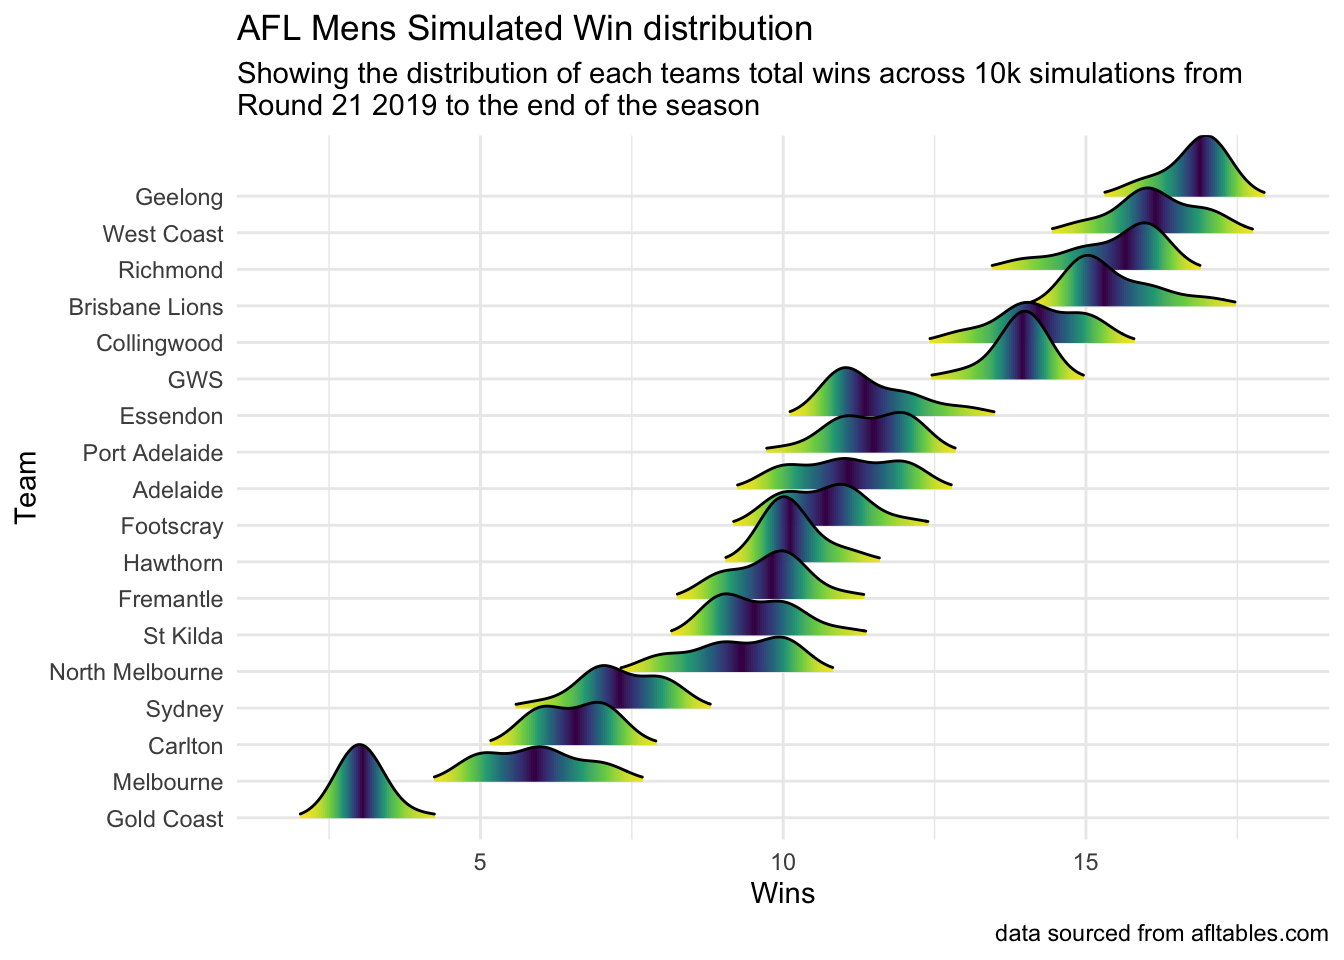 AFL Mens Simulated Win distribution
Showing the distribution of each teams total wins across 10k simulations from
Round 21 2019 to the end of the season
Team
Geelong
West Coast
Richmond
Brisbane Lions
Collingwood
GWS
Essendon
Port Adelaide
Adelaide
Footscray
Hawthorn
Fremantle
St Kilda
North Melbourne
Sydney
Carlton
Melbourne
Gold Coast
5 10 15
Wins
data sourced from afltables.com